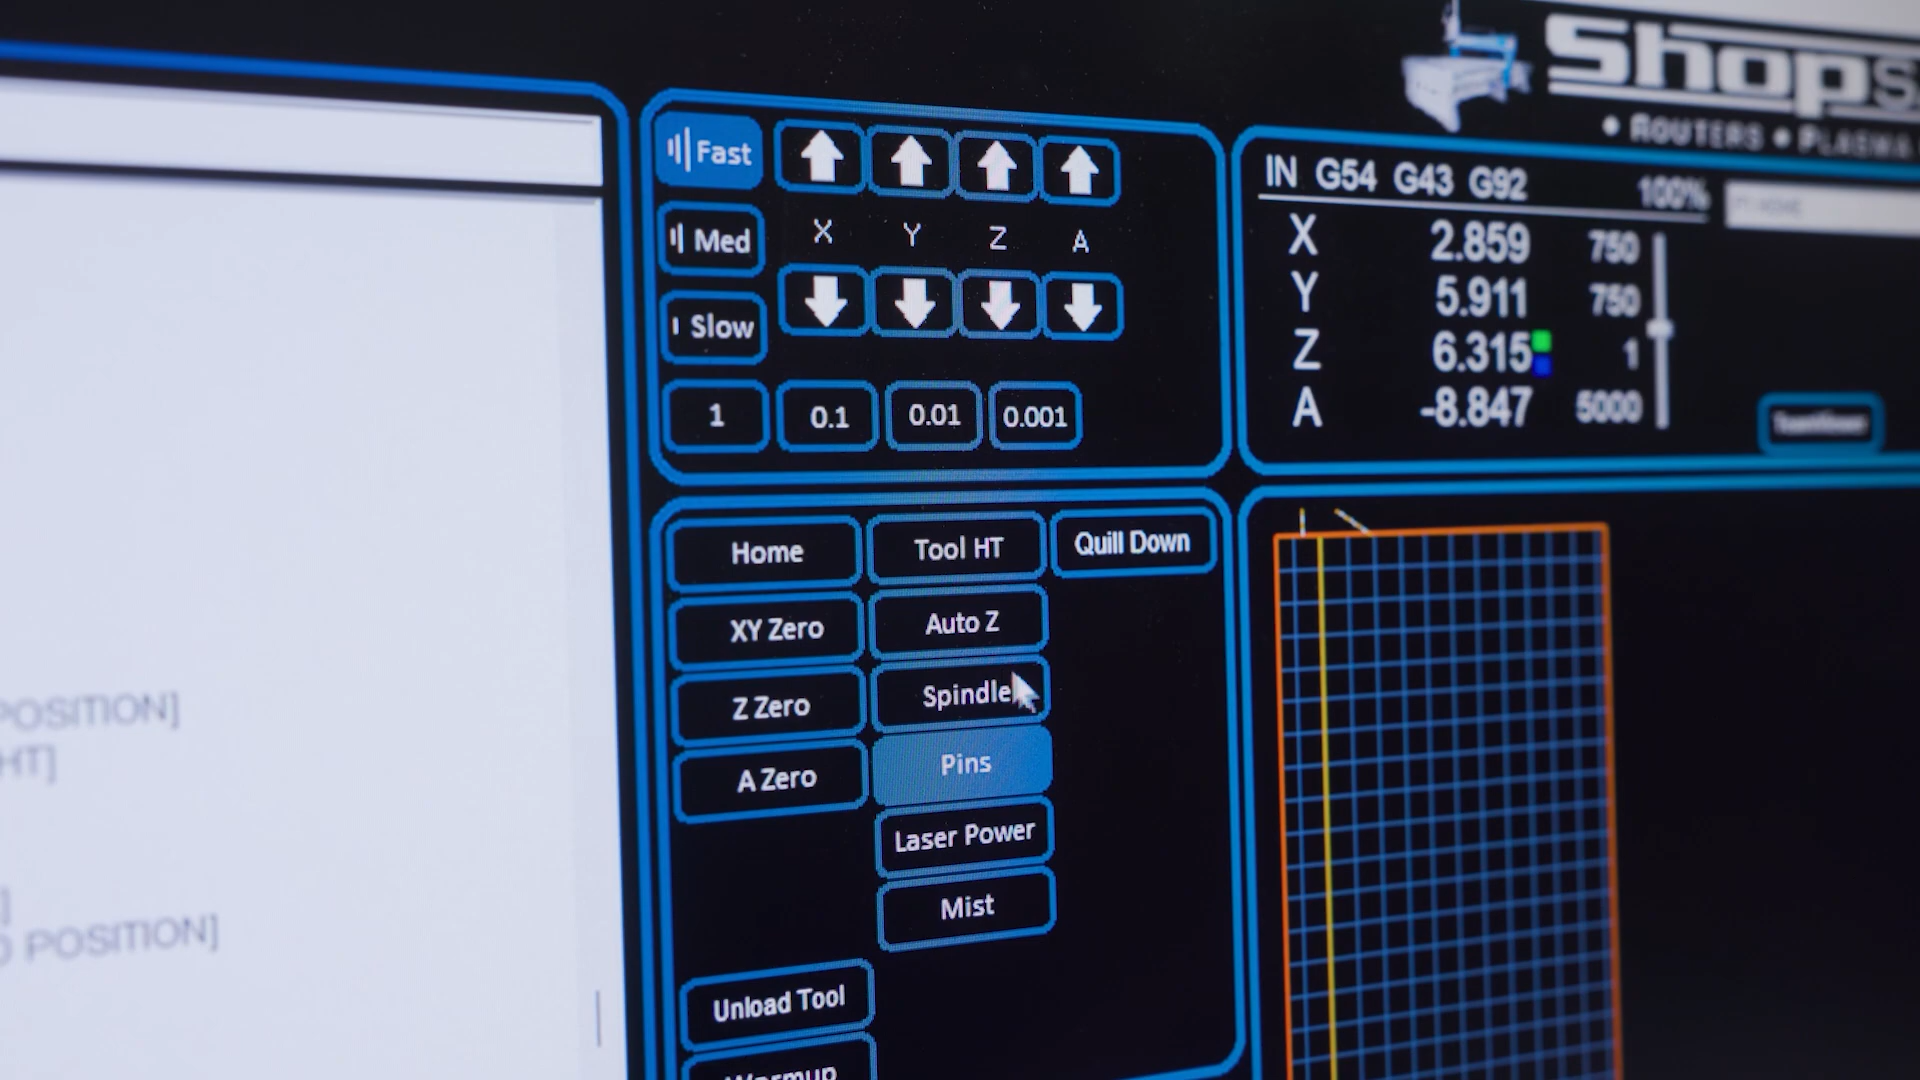 POSITION]
HT]
]
POSITION]
Fast
Med
Slow
X Y Z A
1 0.1 0.01 0.001
Home Tool HT Quill Down
XY Zero Auto Z
Z Zero Spindle
A Zero Pins
Laser Power
Mist
Unload Tool
Warmup
ShopS
• ROUTERS • PLASMA
IN G54 G43 G92 100%
X 2.859 750
Y 5.911 750
Z 6.315 1
A -8.847 5000
TeamViewer